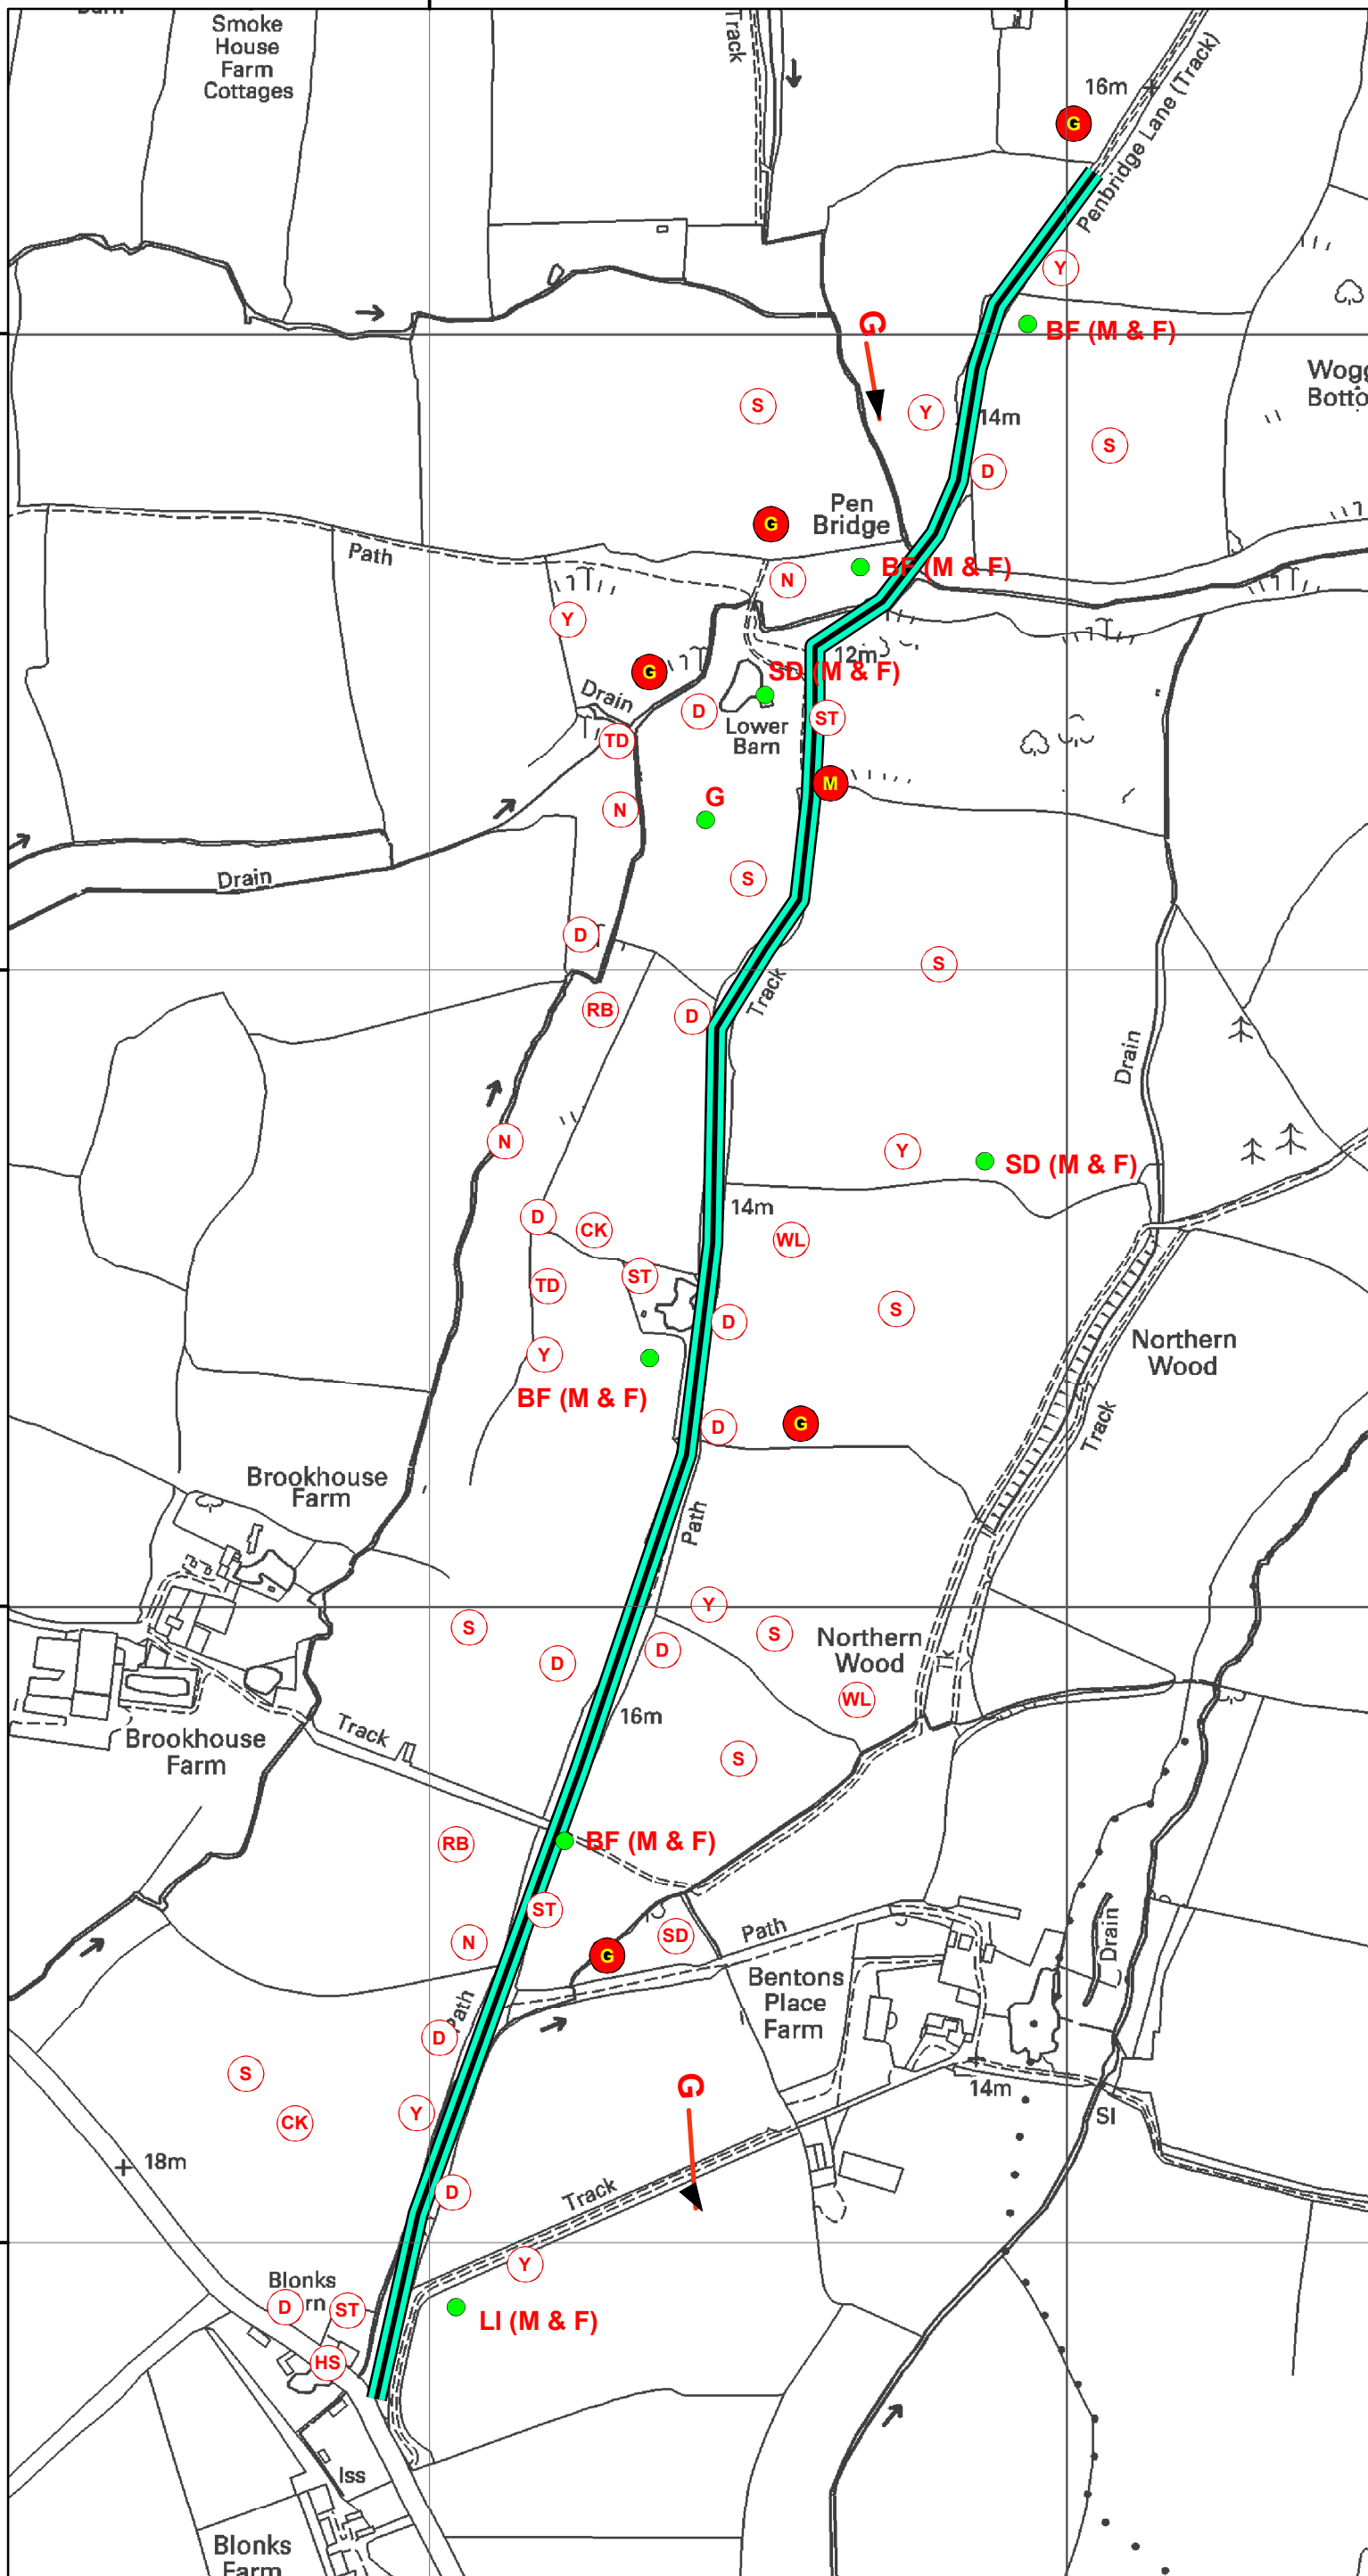 Smoke
House
Farm
Cottages
Track
16m
G
Penbridge Lane (Track)
Y
BF (M & F)
G
Wogg
Botto
S
Y
14m
S
D
Pen
Bridge
G
Path
N
BF (M & F)
Y
12m
SD (M & F)
G
Drain
D
ST
Lower
Barn
TD
M
G
N
S
Drain
D
S
Track
RB
D
Drain
N
Y
SD (M & F)
14m
D
CK
WL
ST
TD
S
D
Northern
Wood
Y
BF (M & F)
G
D
Track
Brookhouse
Farm
Path
Y
S
S
D
D
Northern
Wood
WL
16m
Track
Brookhouse
Farm
S
RB
BF (M & F)
ST
N
SD
Path
G
Drain
Bentons
Place
Farm
Path
D
S
G
14m
CK
Y
SI
18m
D
Track
Y
Blonks
D
rn
ST
LI (M & F)
HS
Iss
Blonks
Farm